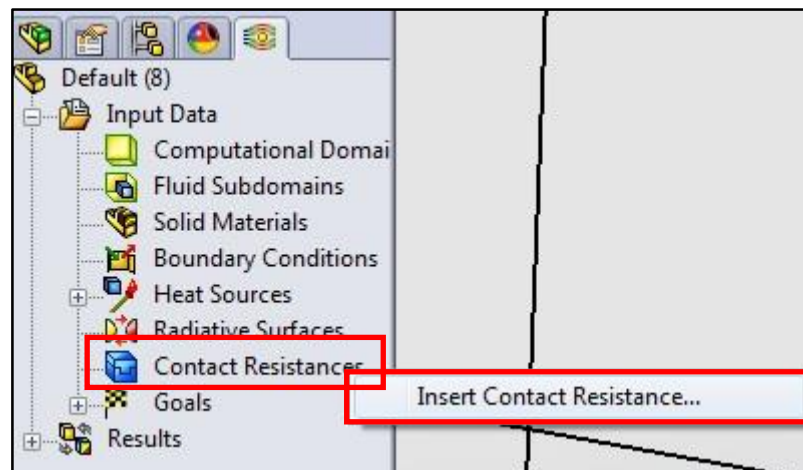 Default (8)
Input Data
Computational Domai
Fluid Subdomains
Solid Materials
Boundary Conditions
Heat Sources
Radiative Surfaces
Contact Resistances
Insert Contact Resistance...
Goals
Results